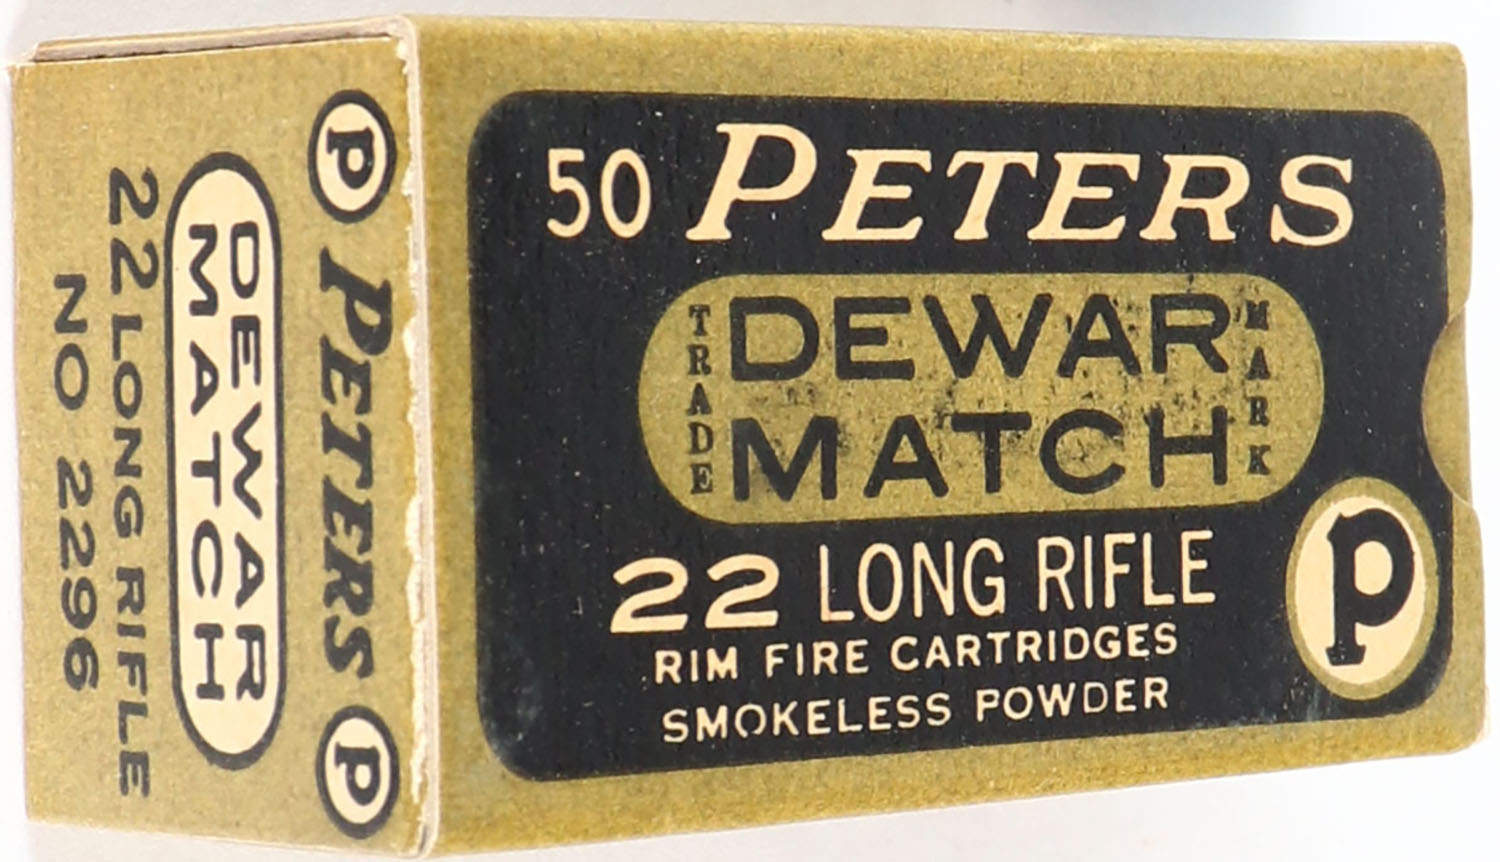 50 PETERS
TRADE DEWAR MARK
MATCH
22 LONG RIFLE
RIM FIRE CARTRIDGES
SMOKELESS POWDER
P
P PETERS P
DEWAR
MATCH
22 LONG RIFLE
NO 2296